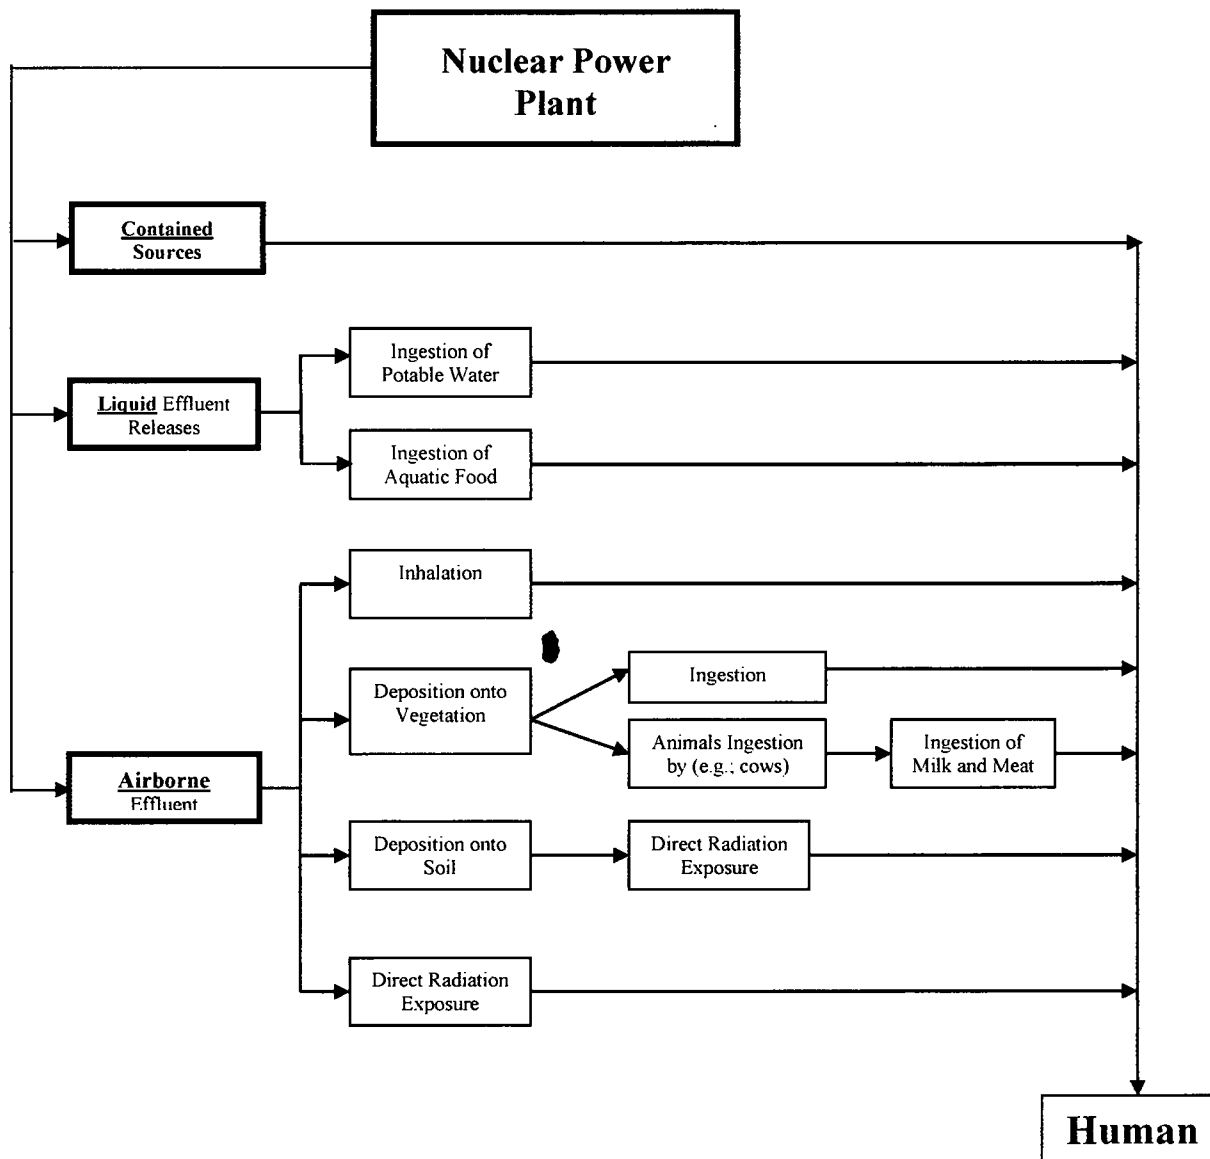 Nuclear Power
Plant
Contained
Sources
Ingestion of
Potable Water
Liquid Effluent
Releases
Ingestion of
Aquatic Food
Inhalation
Deposition onto
Vegetation
Ingestion
Animals Ingestion
by (e.g.; cows)
Ingestion of
Milk and Meat
Airborne
Effluent
Deposition onto
Soil
Direct Radiation
Exposure
Direct Radiation
Exposure
Human